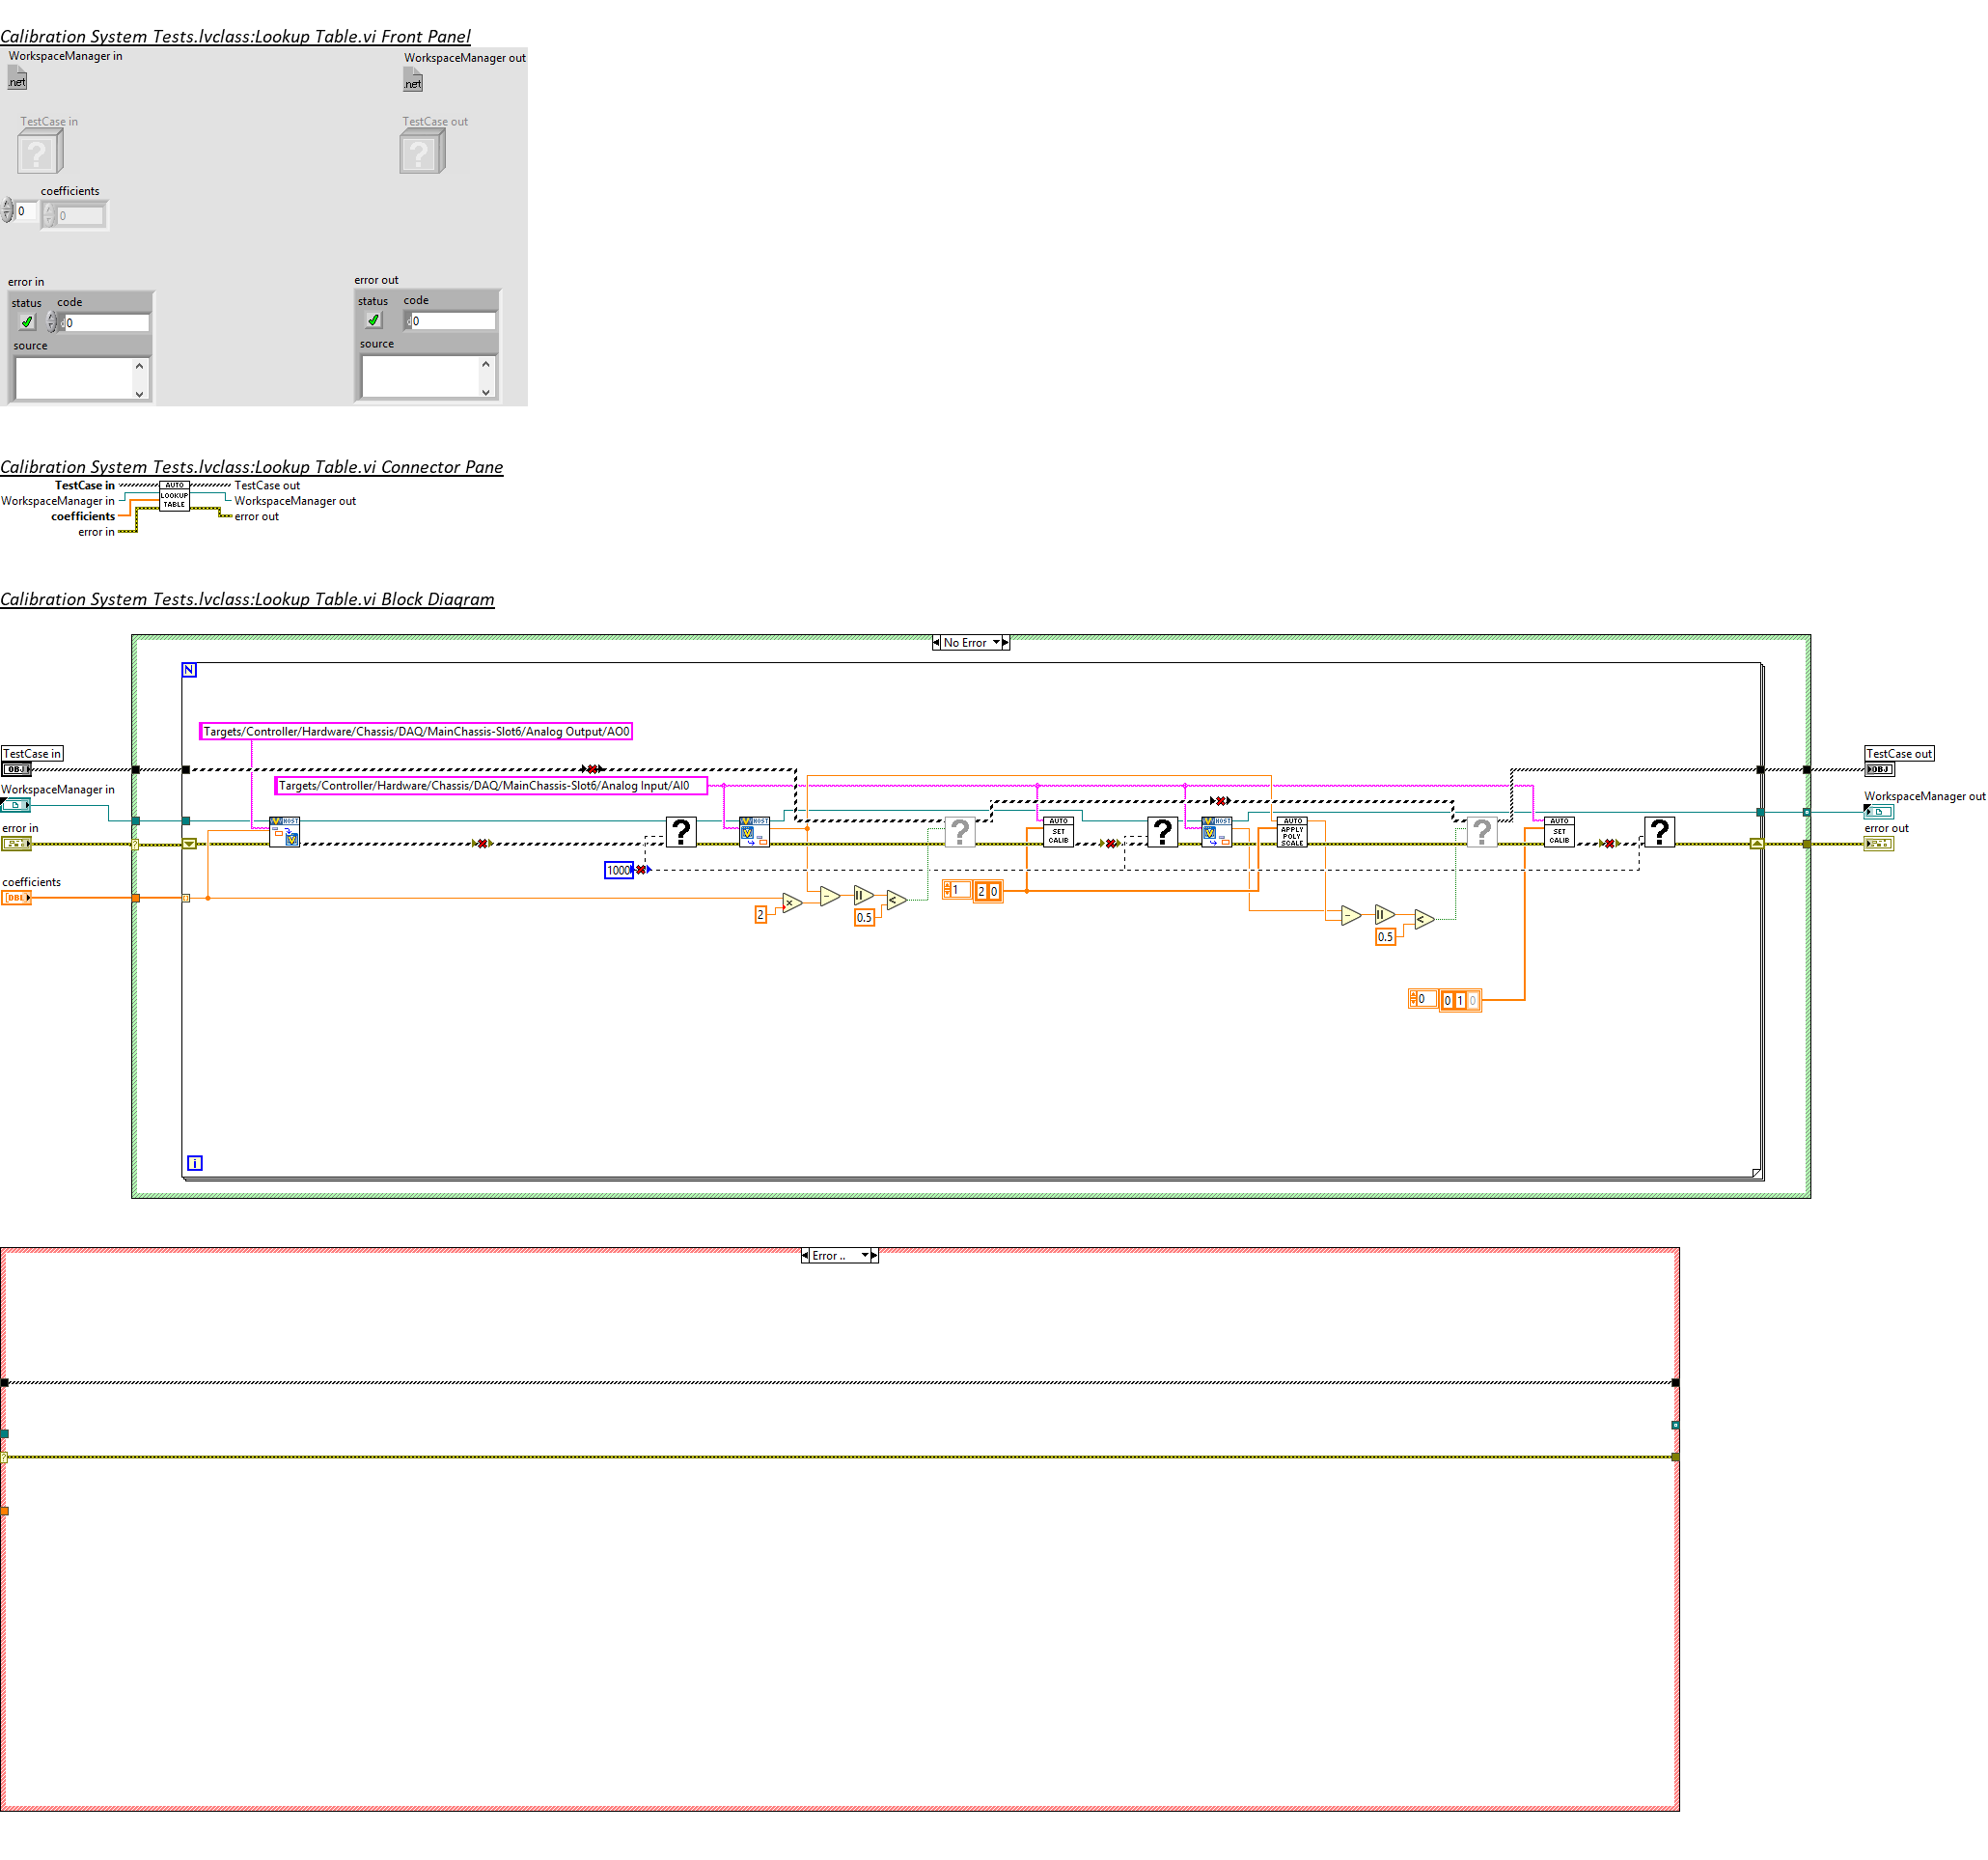 Calibration System Tests.lvclass:Lookup Table.vi Front Panel
WorkspaceManager in
WorkspaceManager out
.net
.net
TestCase in
TestCase out
?
?
coefficients
0
0
error in
error out
status
code
status
code
0
0
source
source
Calibration System Tests.lvclass:Lookup Table.vi Connector Pane
TestCase in
AUTO
LOOKUP
TABLE
TestCase out
WorkspaceManager in
WorkspaceManager out
coefficients
error out
error in
Calibration System Tests.lvclass:Lookup Table.vi Block Diagram
No Error
N
Targets/Controller/Hardware/Chassis/DAQ/MainChassis-Slot6/Analog Output/AO0
TestCase in
OBJ
TestCase out
OBJ
Targets/Controller/Hardware/Chassis/DAQ/MainChassis-Slot6/Analog Input/AI0
WorkspaceManager in
WorkspaceManager out
error in
error out
HOST
?
HOST
?
AUTO
SET
CALIB
?
HOST
AUTO
APPLY
POLY
SCALE
?
AUTO
SET
CALIB
?
1000
coefficients
DBL
2
0.5
1
2 0
0.5
0
0 1 0
i
Error ..